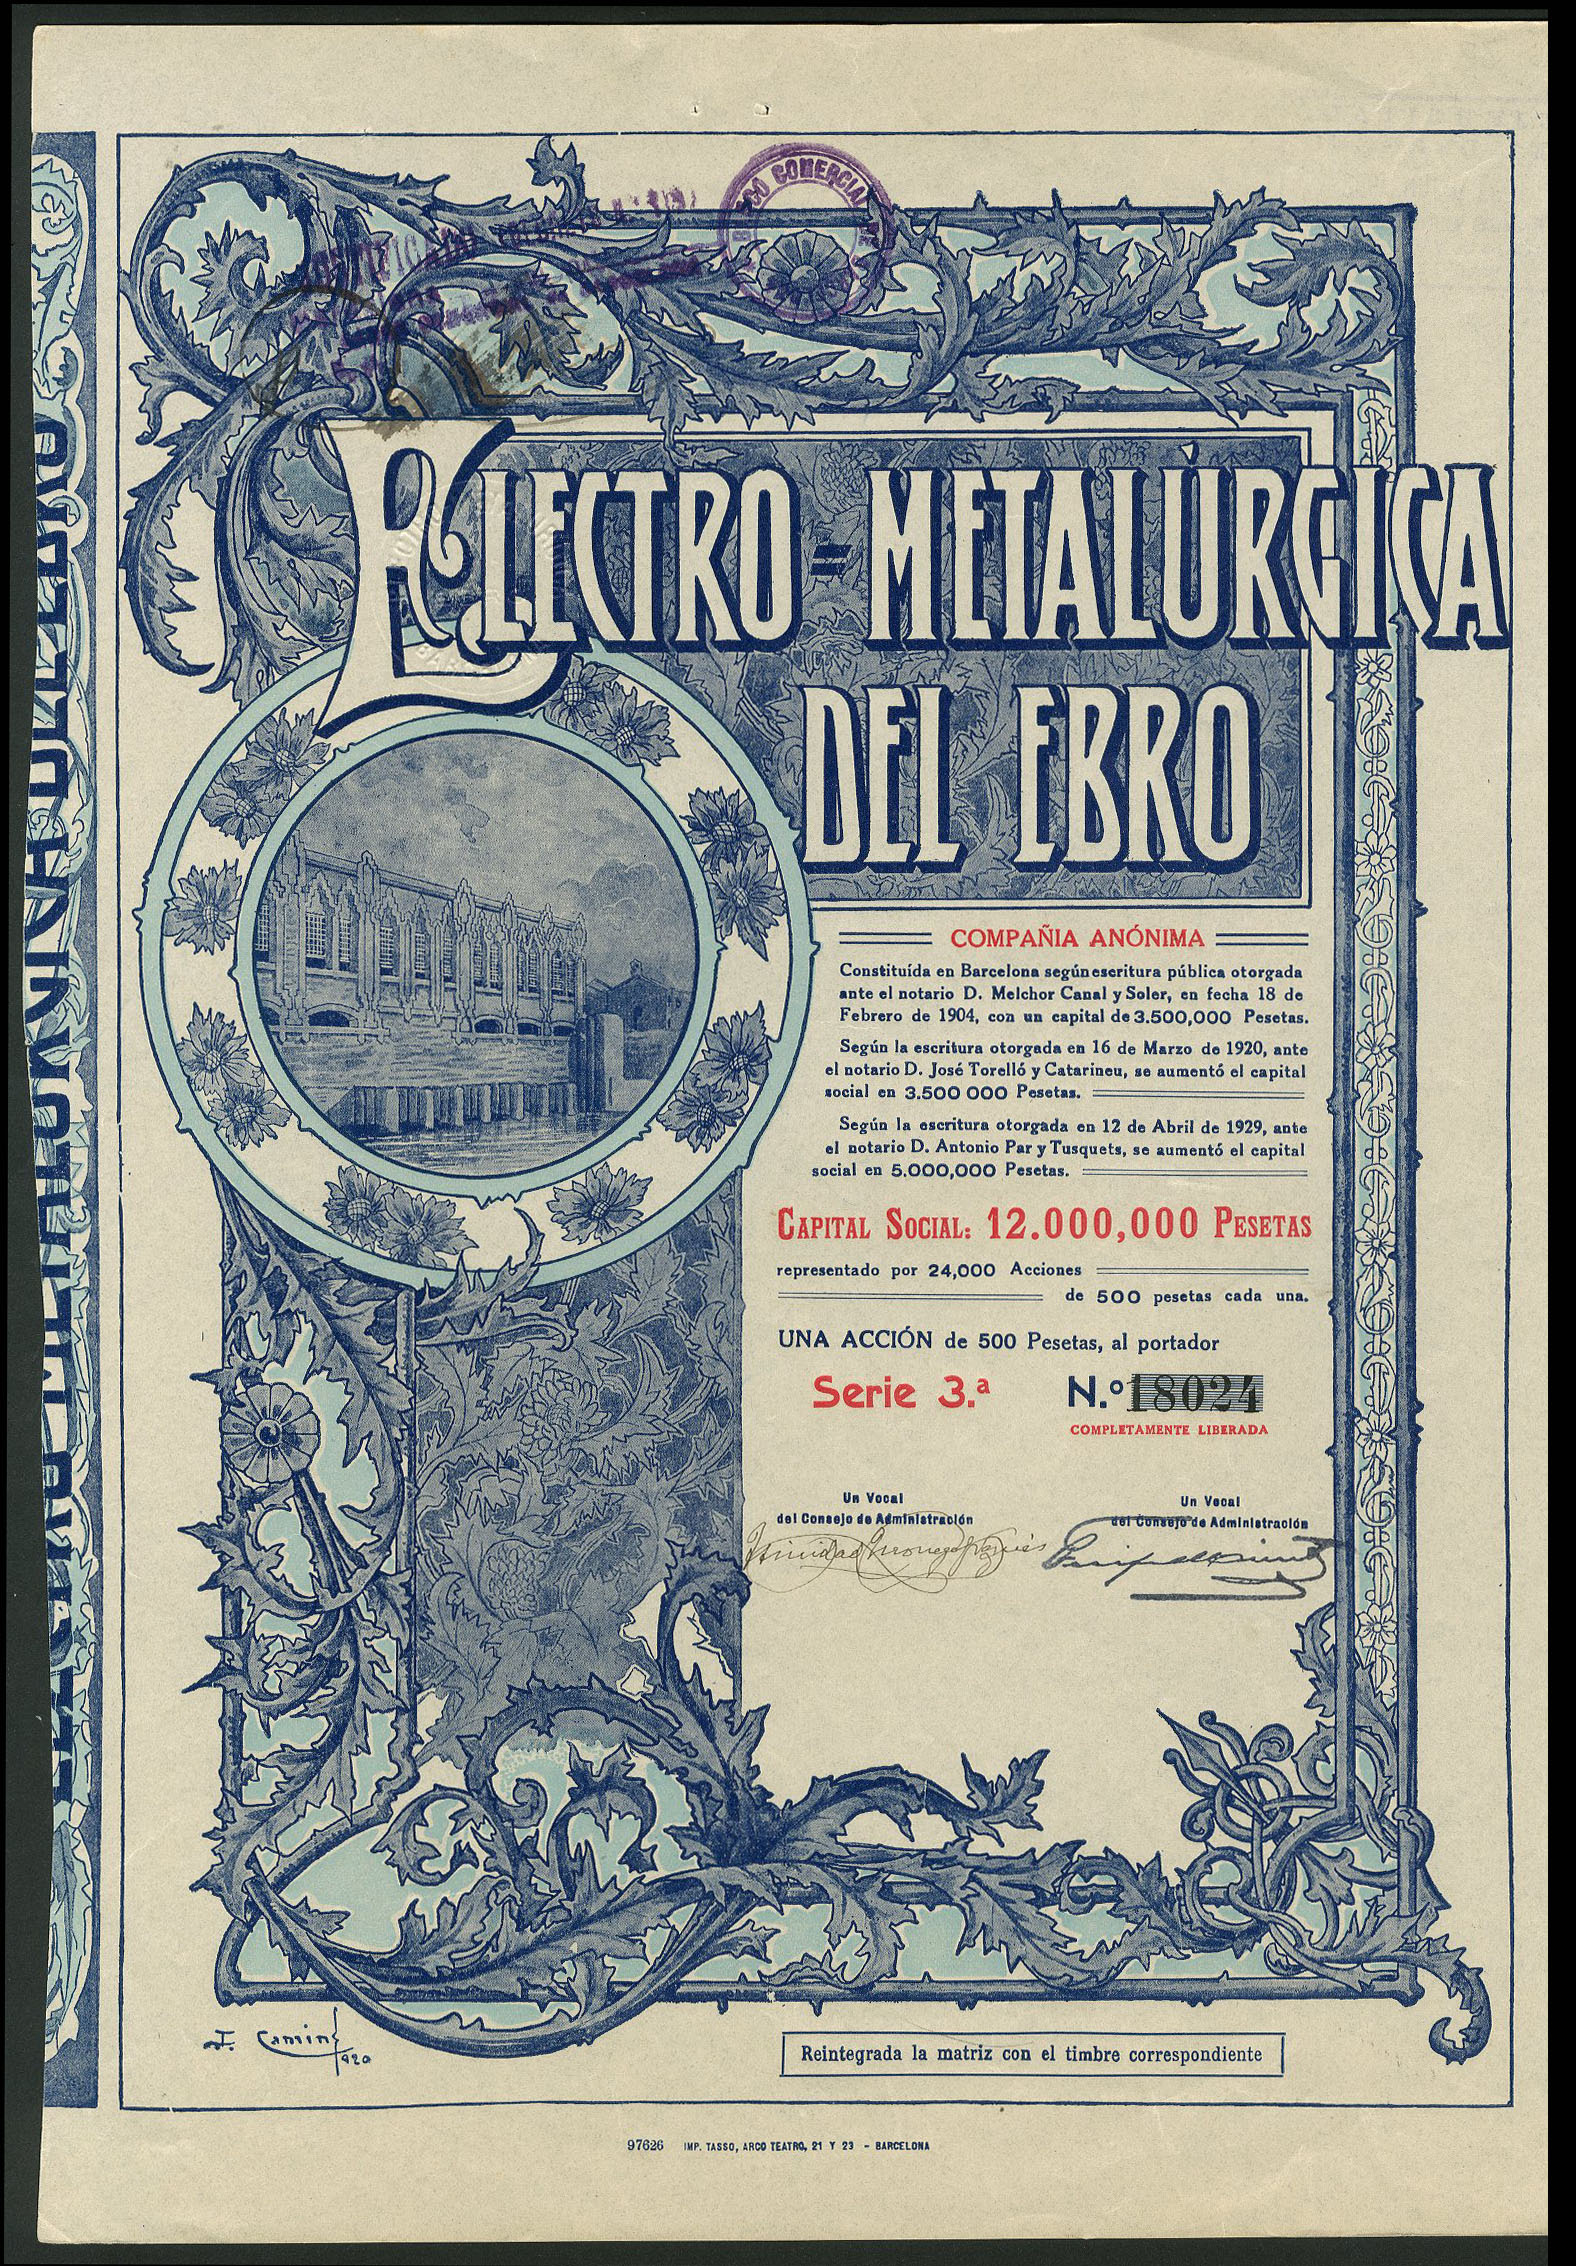 BANCO COMERCIAL
ELECTRO-METALÚRGICA
DEL EBRO
COMPAÑIA ANÓNIMA
Constituída en Barcelona según escritura pública otorgada
ante el notario D. Melchor Canal y Soler, en fecha 18 de
Febrero de 1904, con un capital de 3.500,000 Pesetas.
Según la escritura otorgada en 16 de Marzo de 1920, ante
el notario D. José Torelló y Catarineu, se aumentó el capital
social en 3.500 000 Pesetas.
Según la escritura otorgada en 12 de Abril de 1929, ante
el notario D. Antonio Par y Tusquets, se aumentó el capital
social en 5.000,000 Pesetas.
CAPITAL SOCIAL: 12.000,000 PESETAS
representado por 24,000 Acciones
de 500 pesetas cada una.
UNA ACCIÓN de 500 Pesetas, al portador
Serie 3.ª N.º 18024
COMPLETAMENTE LIBERADA
Un Vocal
del Consejo de Administración
Un Vocal
del Consejo de Administración
1920
Reintegrada la matriz con el timbre correspondiente
97626 IMP. TASSO, ARCO TEATRO, 21 Y 23 - BARCELONA